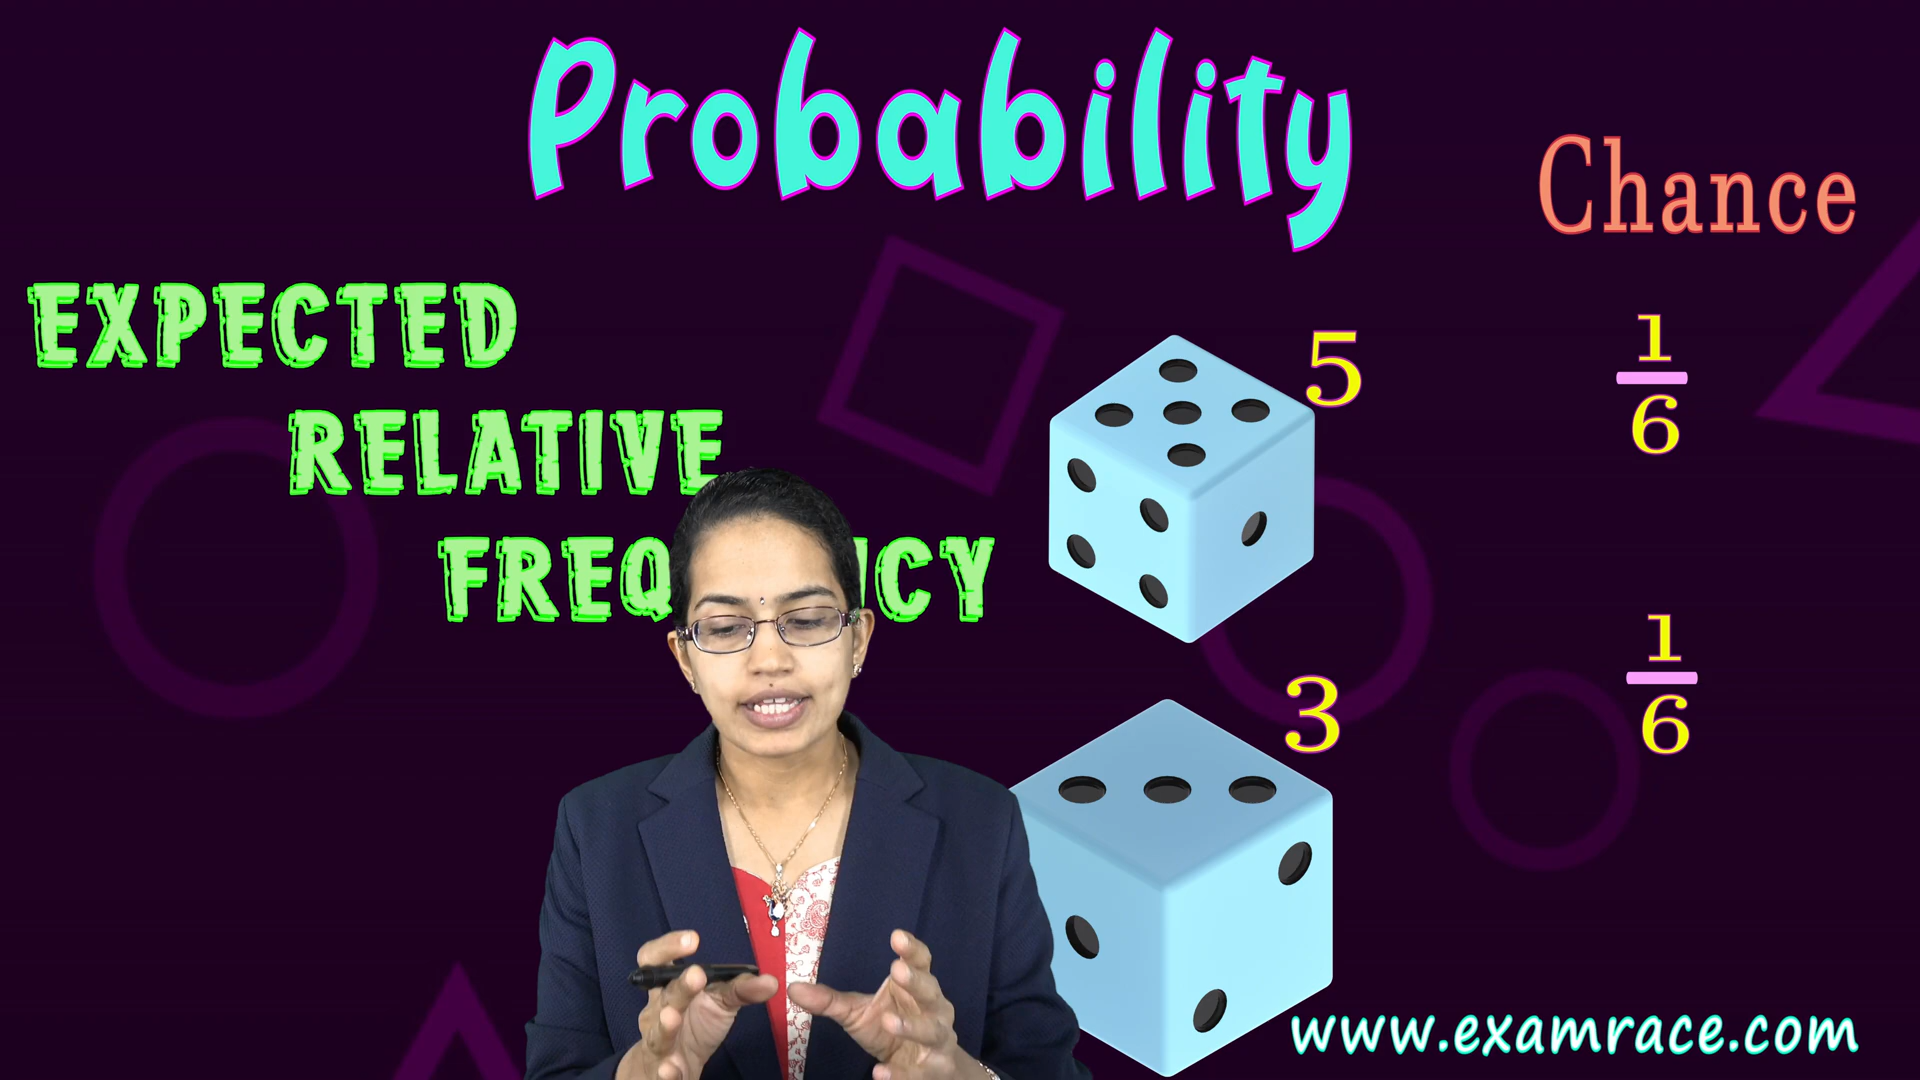 Probability
Chance
EXPECTED
RELATIVE
5
1
6
3
1
6
www.examrace.com